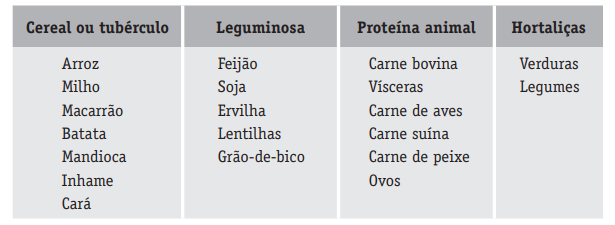 Cereal ou tubérculo Leguminosa Proteína animal Hortaliças
Arroz Feijão Carne bovina Verduras
Milho Soja Vísceras Legumes
Macarrão Ervilha Carne de aves
Batata Lentilhas Carne suína
Mandioca Grão-de-bico Carne de peixe
Inhame Ovos
Cará